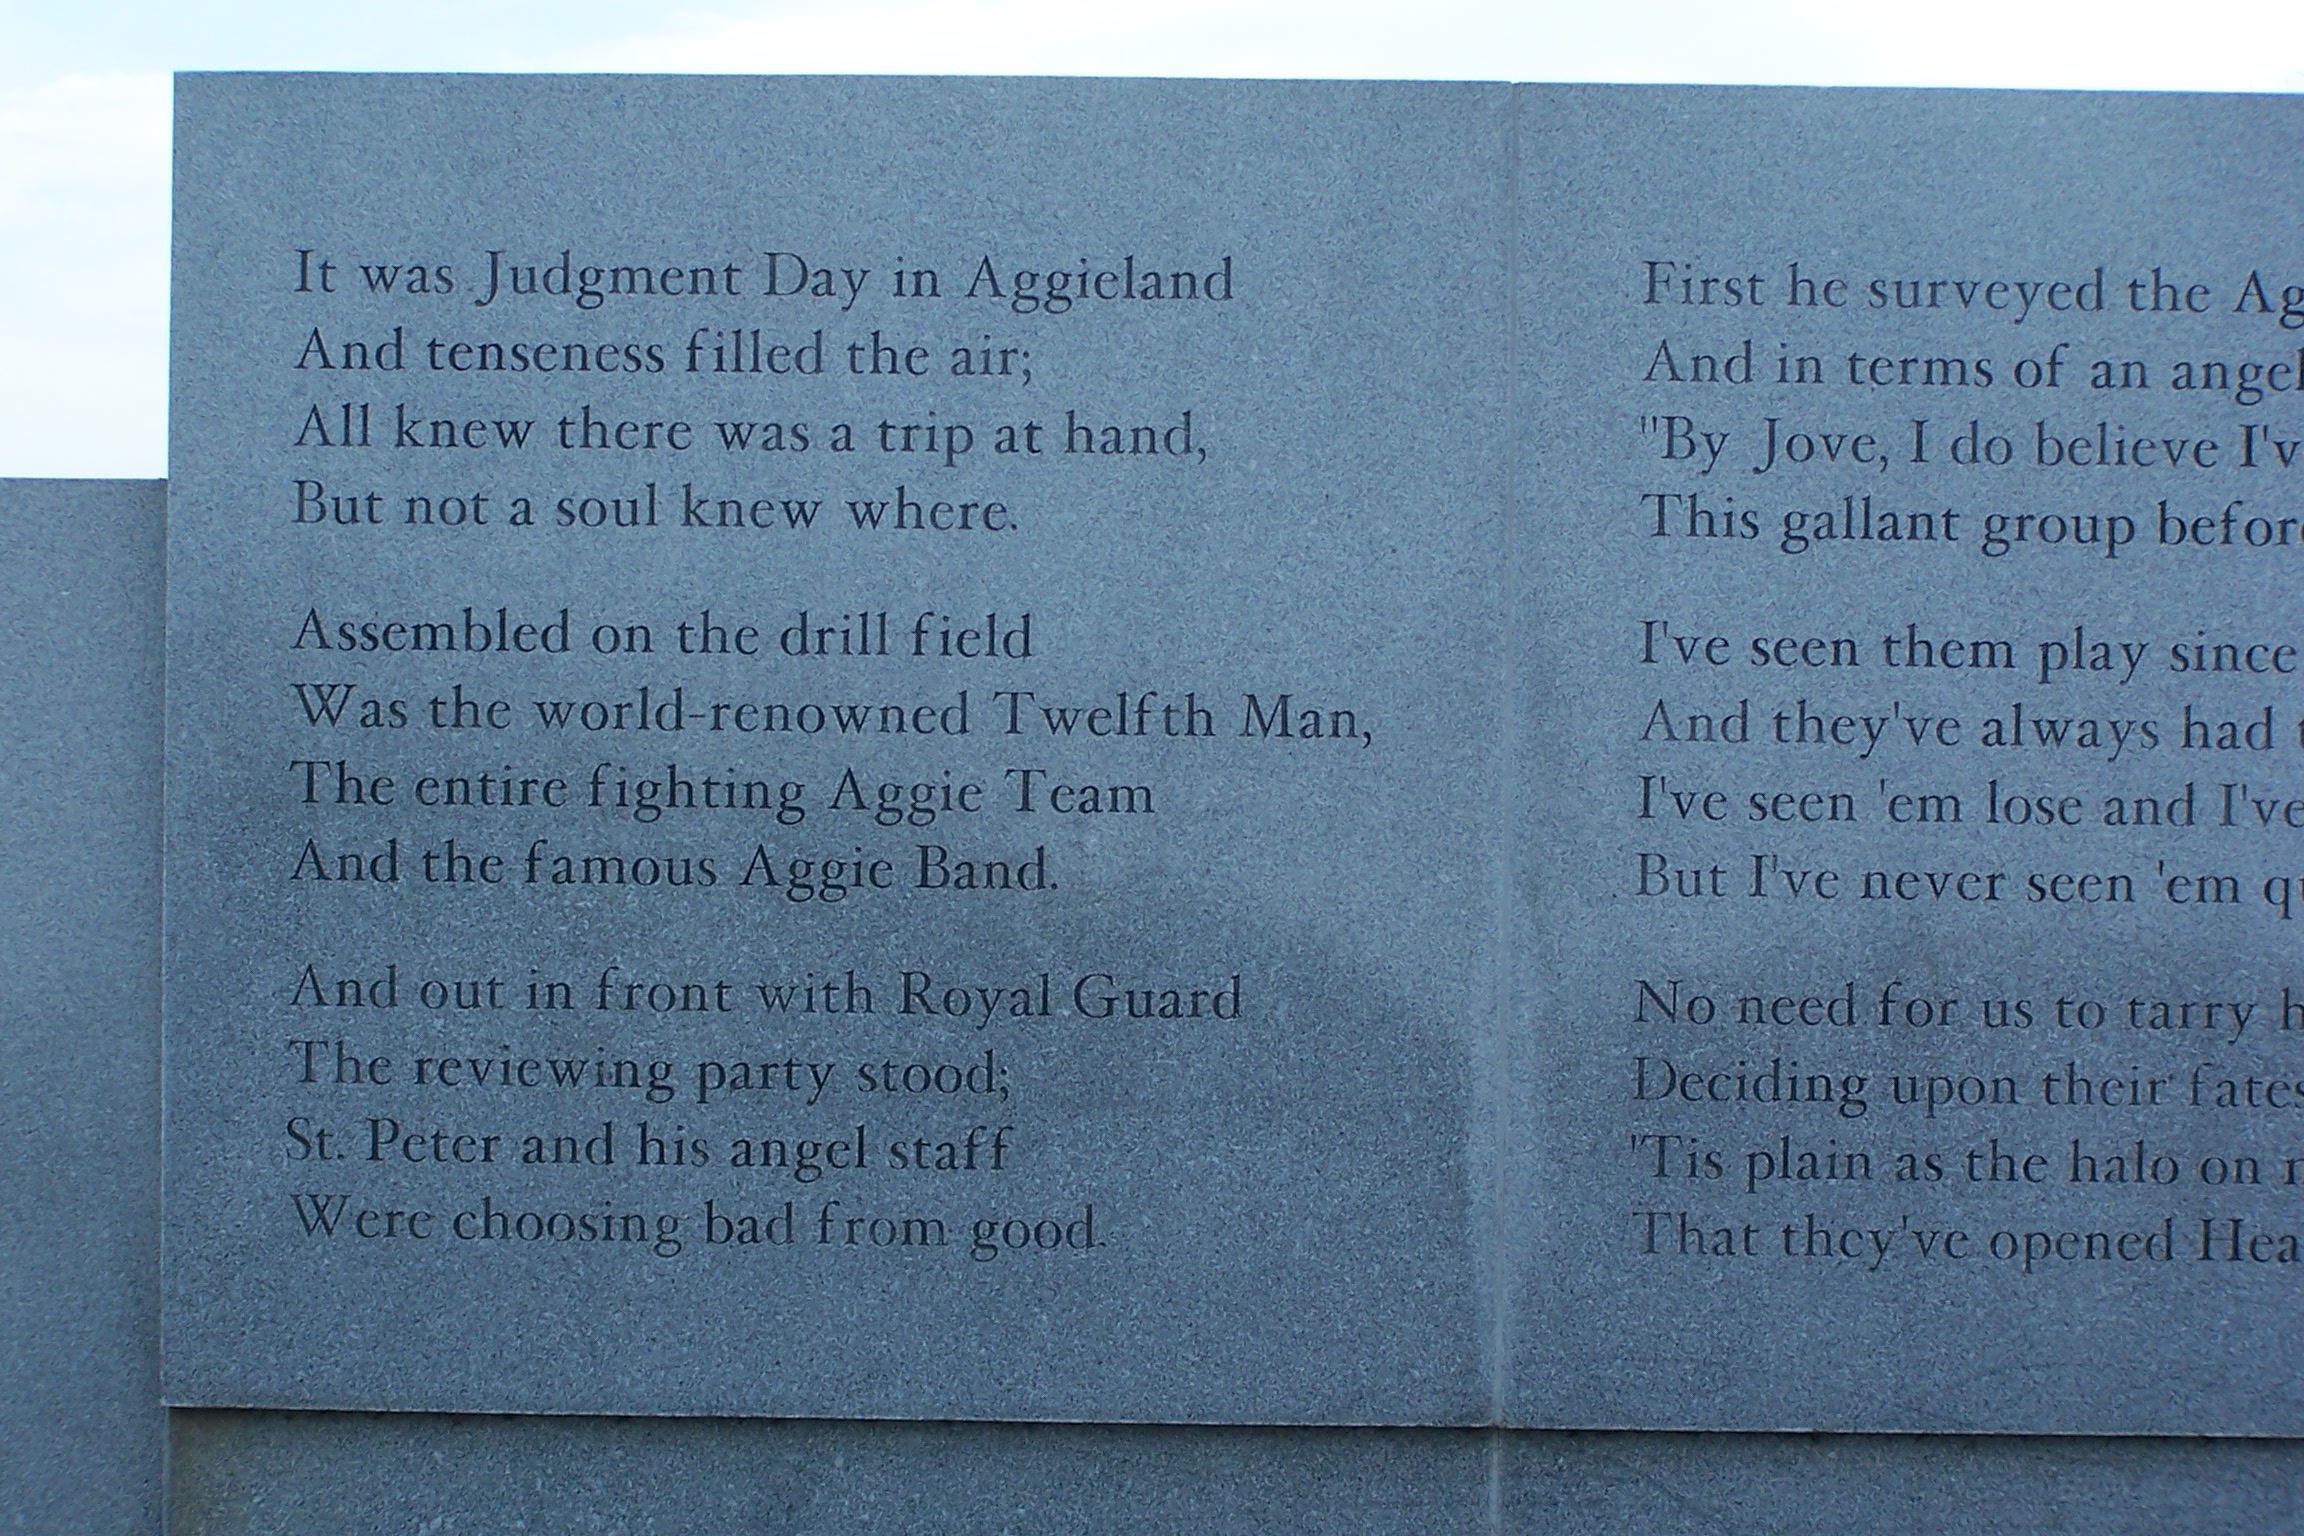 It was Judgment Day in Aggieland
And tenseness filled the air;
All knew there was a trip at hand,
But not a soul knew where.
Assembled on the drill field
Was the world-renowned Twelfth Man,
The entire fighting Aggie Team
And the famous Aggie Band.
And out in front with Royal Guard
The reviewing party stood;
St. Peter and his angel staff
Were choosing bad from good.
First he surveyed the
And in terms of an angel
"By Jove, I do believe
This gallant group
I've seen them play since
And they've always had
I've seen 'em lose and I've
But I've never seen 'em
No need for us to tarry
Deciding upon their fates
'Tis plain as the halo on
That they've opened